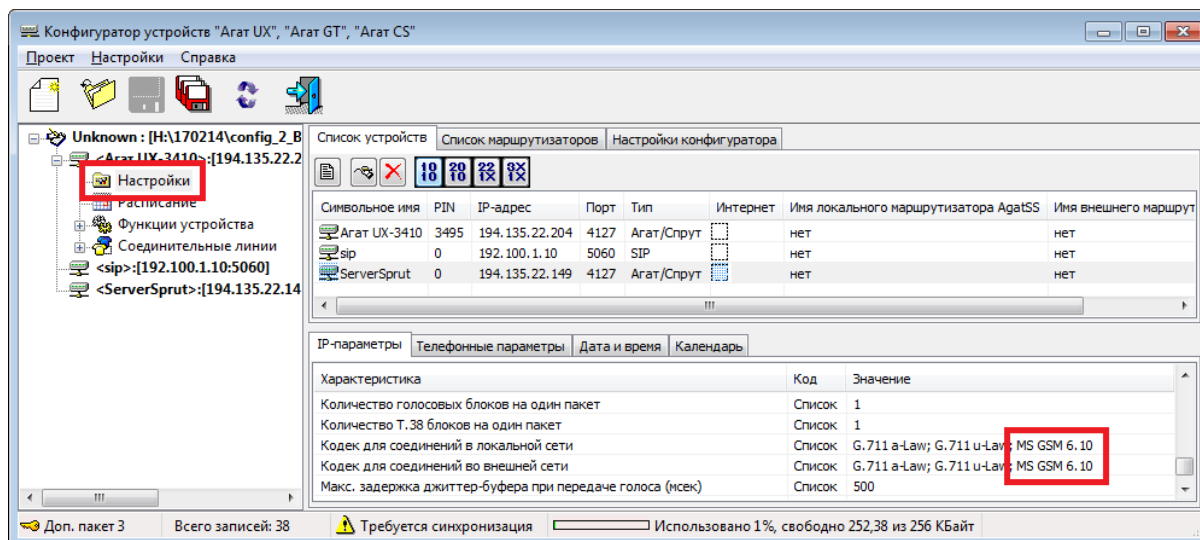 Конфигуратор устройств "Агат UX", "Агат GT", "Агат CS"
Проект Настройки Справка
Unknown : [H:\170214\config_2_B
<Агат UX-3410>:[194.135.22.2
Настройки
Расписание
Функции устройства
Соединительные линии
<sip>:[192.100.1.10:5060]
<ServerSprut>:[194.135.22.14
Список устройств Список маршрутизаторов Настройки конфигуратора
10 10 20 10 22 1X 3X 1X
Символьное имя PIN IP-адрес Порт Тип Интернет Имя локального маршрутизатора AgatSS Имя внешнего маршрут
Агат UX-3410 3495 194.135.22.204 4127 Агат/Спрут нет нет
sip 0 192.100.1.10 5060 SIP нет нет
ServerSprut 0 194.135.22.149 4127 Агат/Спрут нет нет
IP-параметры Телефонные параметры Дата и время Календарь
Характеристика Код Значение
Количество голосовых блоков на один пакет Список 1
Количество T.38 блоков на один пакет Список 1
Кодек для соединений в локальной сети Список G.711 a-Law; G.711 u-Law; MS GSM 6.10
Кодек для соединений во внешней сети Список G.711 a-Law; G.711 u-Law; MS GSM 6.10
Макс. задержка джиттер-буфера при передаче голоса (мсек) Список 500
Доп. пакет 3 Всего записей: 38 Требуется синхронизация Использовано 1%, свободно 252,38 из 256 КБайт